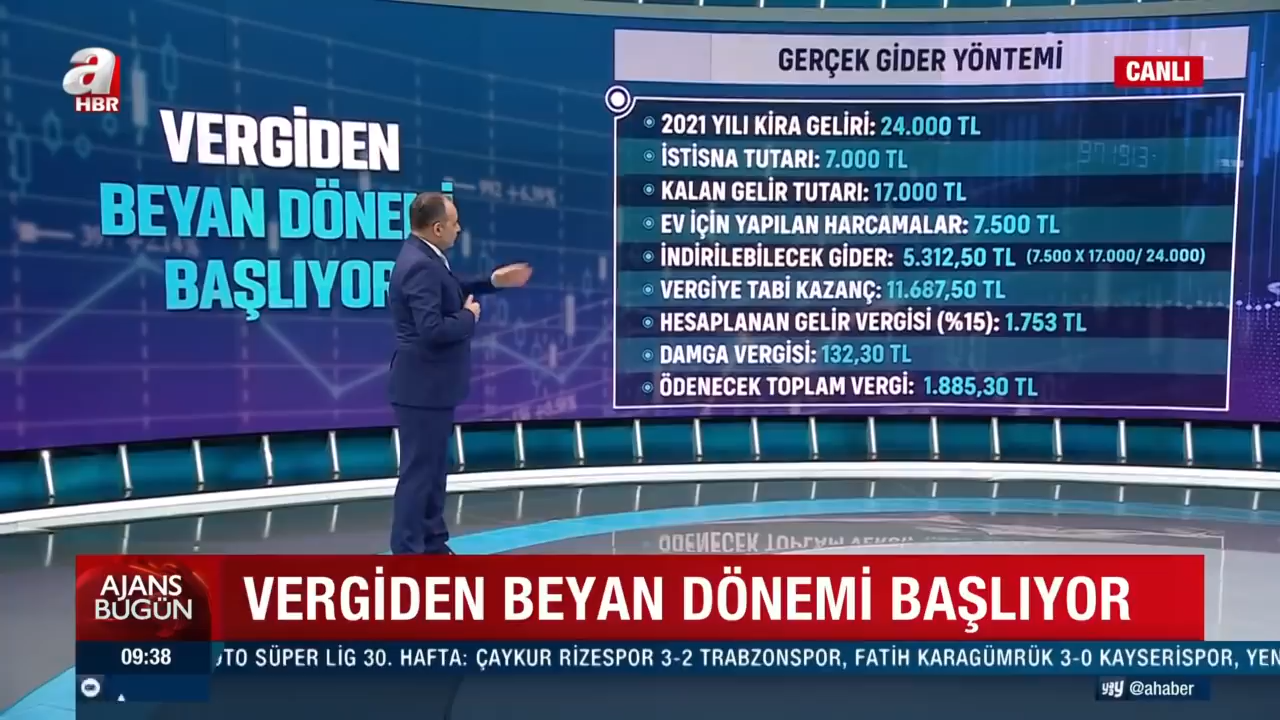 a
HBR
VERGİDEN
BEYAN DÖNEMİ
BAŞLIYOR
GERÇEK GİDER YÖNTEMİ
CANLI
2021 YILI KİRA GELİRİ: 24.000 TL
İSTİSNA TUTARI: 7.000 TL
KALAN GELİR TUTARI: 17.000 TL
EV İÇİN YAPILAN HARCAMALAR: 7.500 TL
İNDİRİLEBİLECEK GİDER: 5.312,50 TL (7.500 X 17.000/ 24.000)
VERGİYE TABİ KAZANÇ: 11.687,50 TL
HESAPLANAN GELİR VERGİSİ (%15): 1.753 TL
DAMGA VERGİSİ: 132,30 TL
ÖDENECEK TOPLAM VERGİ: 1.885,30 TL
AJANS
BUGÜN
VERGİDEN BEYAN DÖNEMİ BAŞLIYOR
09:38
OTO SÜPER LİG 30. HAFTA: ÇAYKUR RİZESPOR 3-2 TRABZONSPOR, FATİH KARAGÜMRÜK 3-0 KAYSERİSPOR, YEN
@ahaber